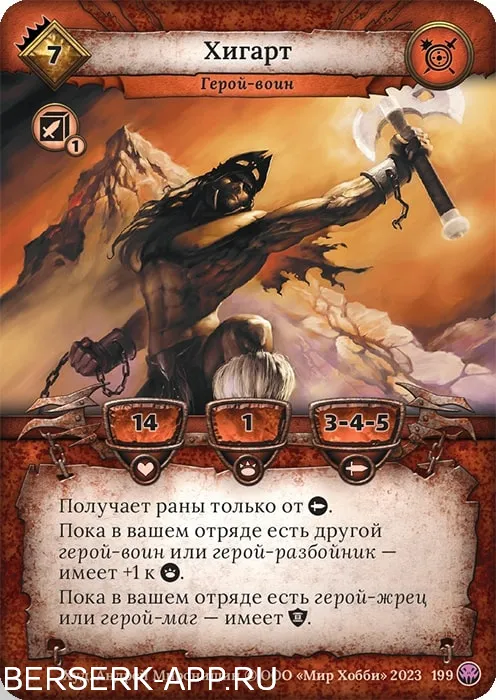 7
Хигарт
Герой-воин
1
14
1
3-4-5
Получает раны только от .
Пока в вашем отряде есть другой
герой-воин или герой-разбойник —
имеет +1 к .
Пока в вашем отряде есть герой-жрец
или герой-маг — имеет .
ООО «Мир Хобби» 2023 199
BERSERK-APP.RU